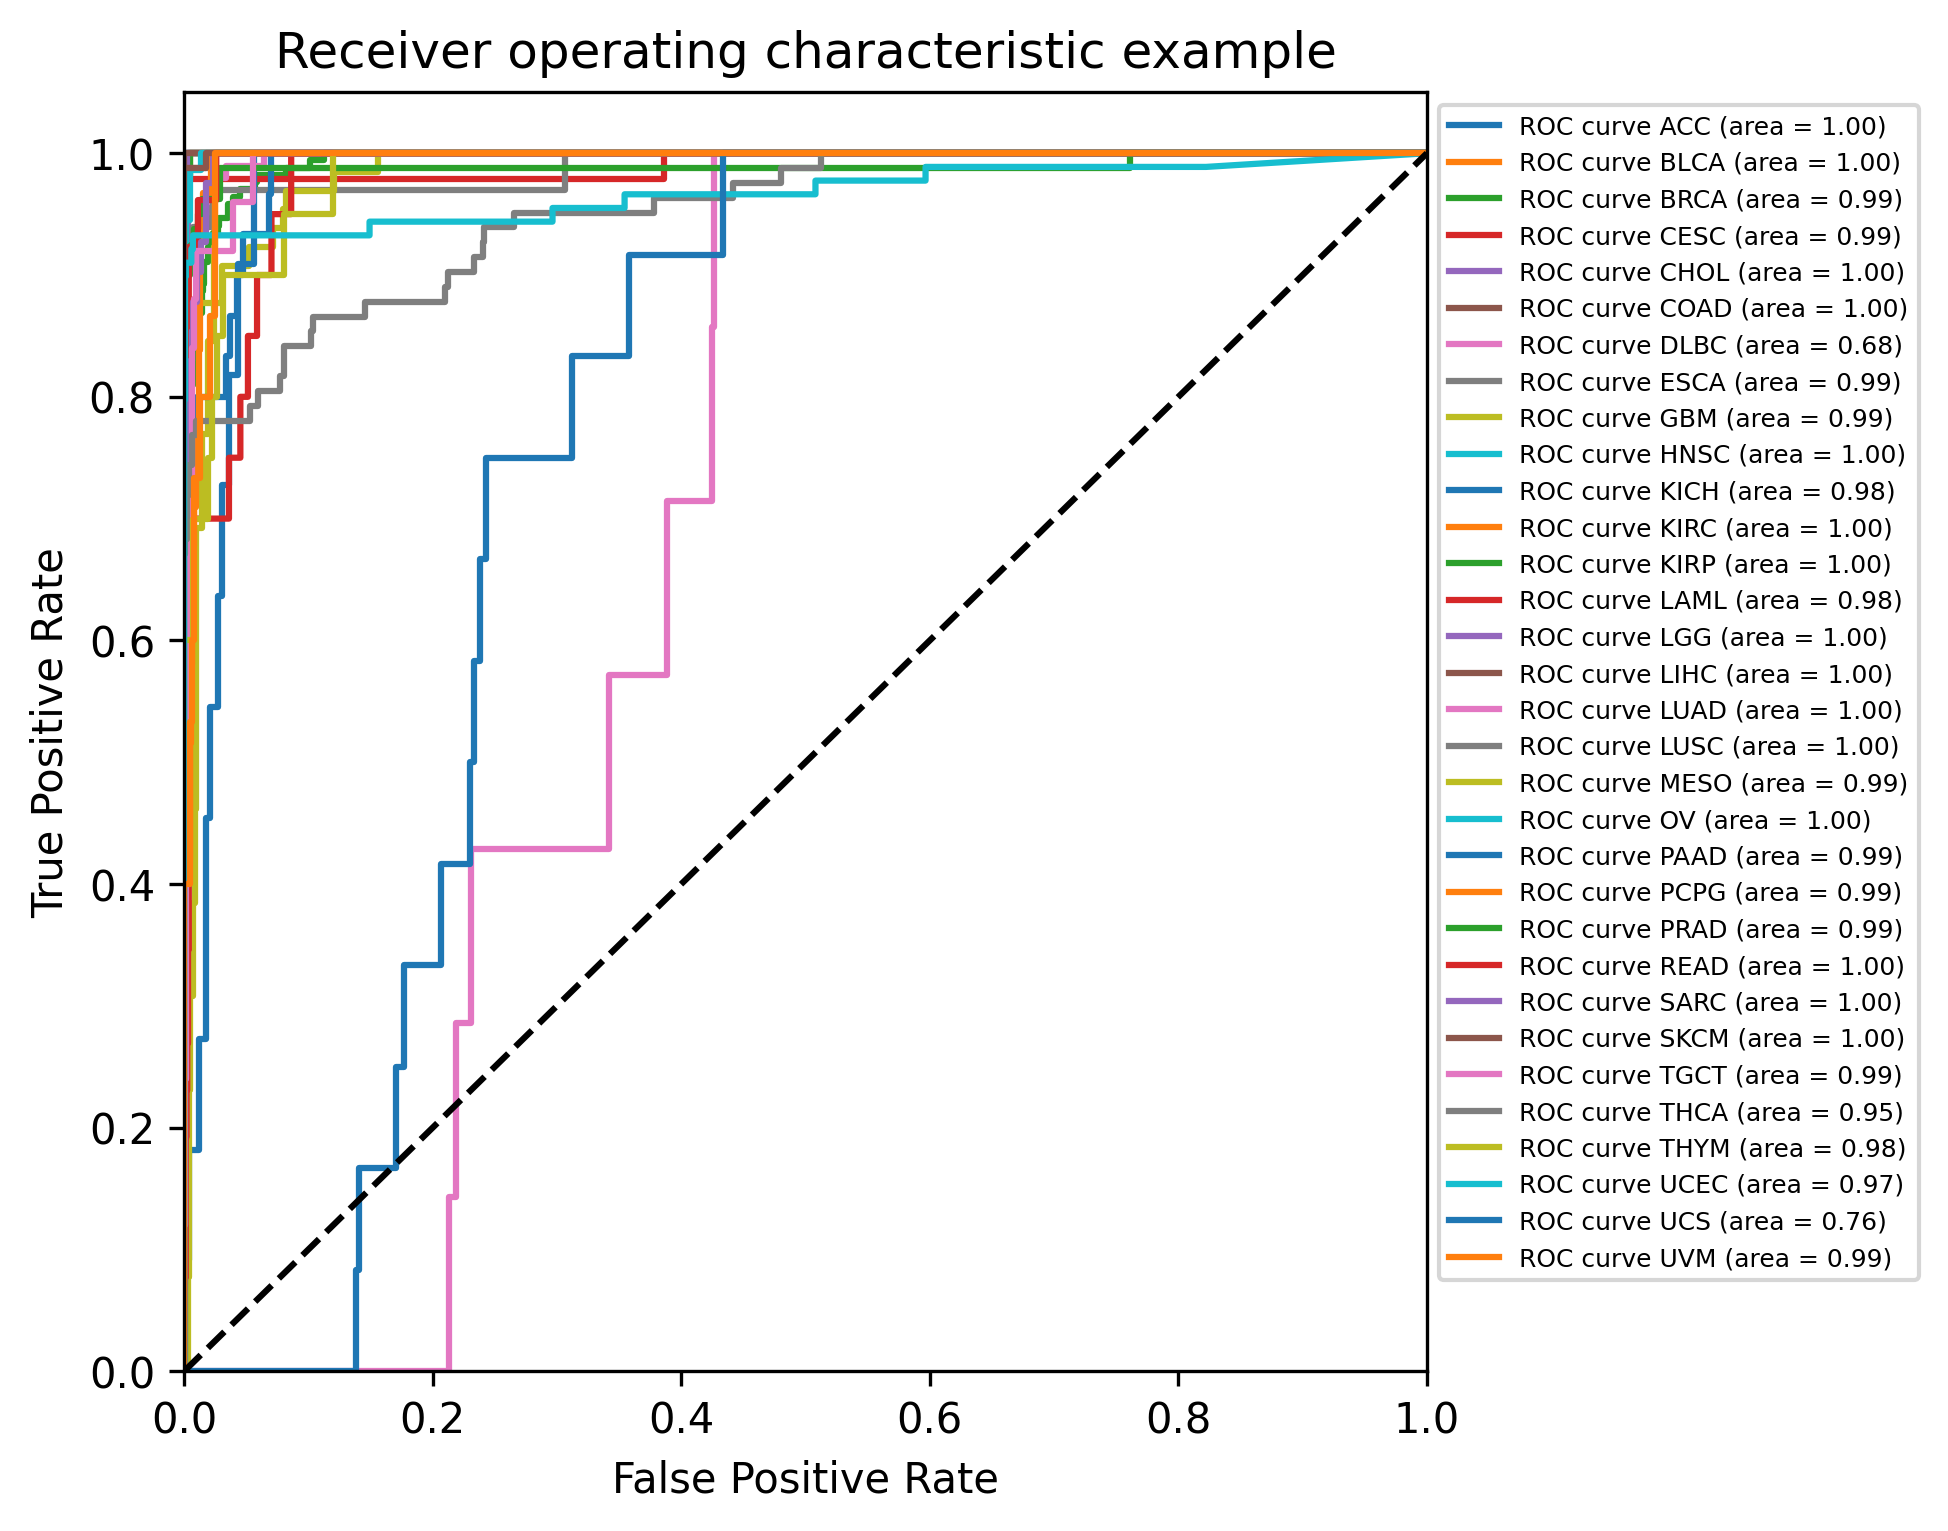 Receiver operating characteristic example
True Positive Rate
1.0
0.8
0.6
0.4
0.2
0.0
0.0 0.2 0.4 0.6 0.8 1.0
False Positive Rate
ROC curve ACC (area = 1.00)
ROC curve BLCA (area = 1.00)
ROC curve BRCA (area = 0.99)
ROC curve CESC (area = 0.99)
ROC curve CHOL (area = 1.00)
ROC curve COAD (area = 1.00)
ROC curve DLBC (area = 0.68)
ROC curve ESCA (area = 0.99)
ROC curve GBM (area = 0.99)
ROC curve HNSC (area = 1.00)
ROC curve KICH (area = 0.98)
ROC curve KIRC (area = 1.00)
ROC curve KIRP (area = 1.00)
ROC curve LAML (area = 0.98)
ROC curve LGG (area = 1.00)
ROC curve LIHC (area = 1.00)
ROC curve LUAD (area = 1.00)
ROC curve LUSC (area = 1.00)
ROC curve MESO (area = 0.99)
ROC curve OV (area = 1.00)
ROC curve PAAD (area = 0.99)
ROC curve PCPG (area = 0.99)
ROC curve PRAD (area = 0.99)
ROC curve READ (area = 1.00)
ROC curve SARC (area = 1.00)
ROC curve SKCM (area = 1.00)
ROC curve TGCT (area = 0.99)
ROC curve THCA (area = 0.95)
ROC curve THYM (area = 0.98)
ROC curve UCEC (area = 0.97)
ROC curve UCS (area = 0.76)
ROC curve UVM (area = 0.99)